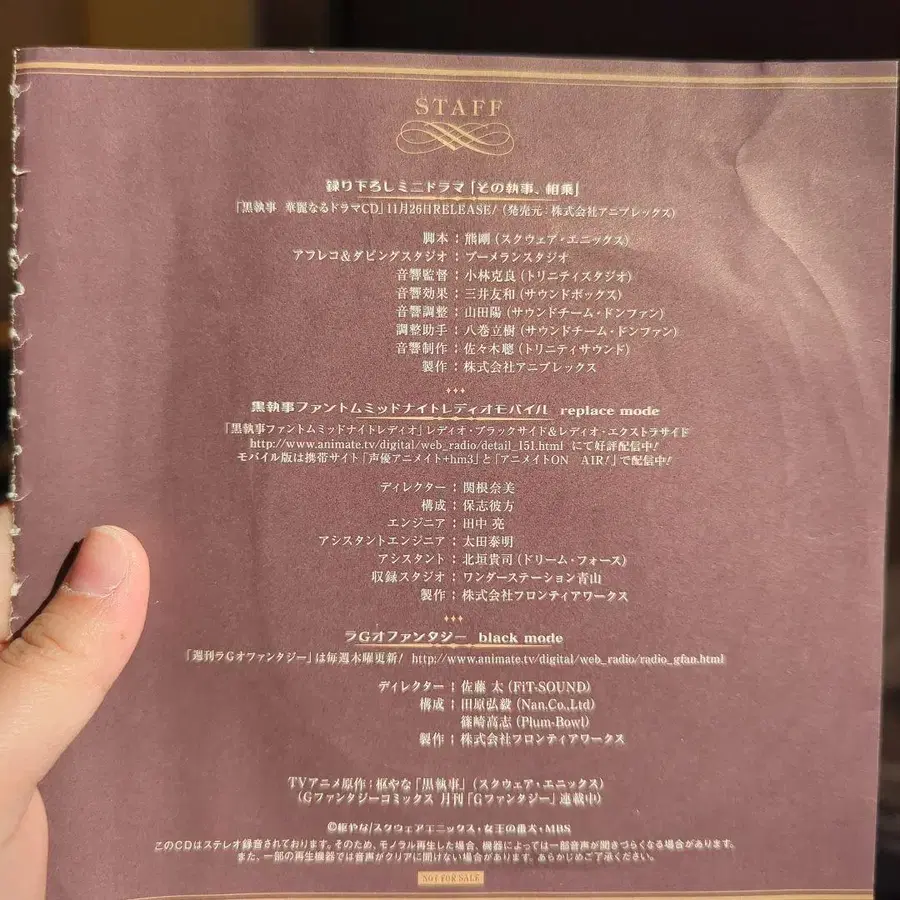 STAFF
録り下ろしミニドラマ「その執事、相乗」
「黒執事 華麗なるドラマCD」11月26日RELEASE!(発売元:株式会社アニプレックス)
脚本:熊剛(スクウェア・エニックス)
アフレコ&ダビングスタジオ:ブーメランスタジオ
音響監督:小林克良(トリニティスタジオ)
音響効果:三井友和(サウンドボックス)
音響調整:山田陽(サウンドチーム・ドンファン)
調整助手:八巻立樹(サウンドチーム・ドンファン)
音響制作:佐々木聰(トリニティサウンド)
製作:株式会社アニプレックス
黒執事ファントムミッドナイトレディオモバイル replace mode
「黒執事ファントムミッドナイトレディオ」レディオ・ブラックサイド&レディオ・エクストラサイド
http://www.animate.tv/digital/web_radio/detail_151.html にて好評配信中!
モバイル版は携帯サイト「声優アニメイト+hm3」と「アニメイトON AIR!」で配信中!
ディレクター:関根奈美
構成:保志彼方
エンジニア:田中 亮
アシスタントエンジニア:太田泰明
アシスタント:北垣貴司(ドリーム・フォース)
収録スタジオ:ワンダーステーション青山
製作:株式会社フロンティアワークス
ラGオファンタジー black mode
「週刊ラGオファンタジー」は毎週木曜更新! http://www.animate.tv/digital/web_radio/radio_gfan.html
ディレクター:佐藤 太(FiT-SOUND)
構成:田原弘毅(Nan.Co.,Ltd)
篠崎高志(Plum-Bowl)
製作:株式会社フロンティアワークス
TVアニメ原作:枢やな「黒執事」(スクウェア・エニックス)
(Gファンタジーコミックス 月刊「Gファンタジー」連載中)
©枢やな/スクウェアエニックス・女王の番犬・MBS
このCDはステレオ録音されております。そのため、モノラル再生した場合、機器によっては一部音声が聞きづらくなる場合があります。
また、一部の再生機器では音声がクリアに聞けない場合があります。あらかじめご了承ください。
NOT FOR SALE